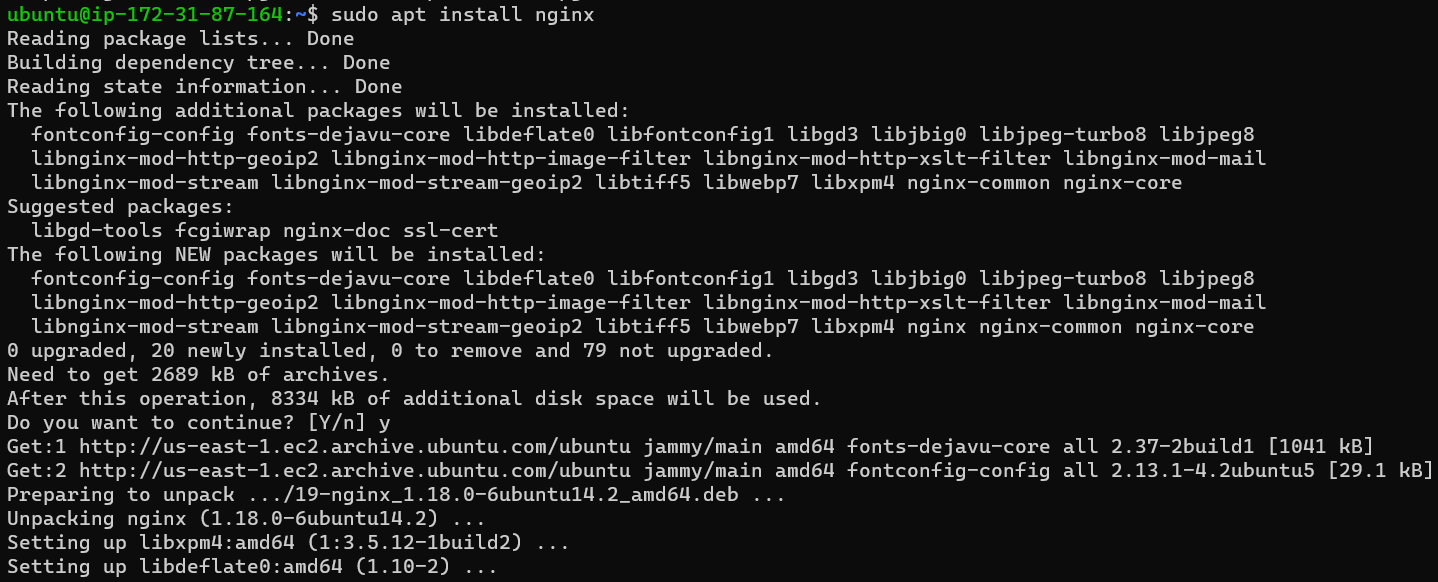 ubuntu@ip-172-31-87-164:~$ sudo apt install nginx
Reading package lists... Done
Building dependency tree... Done
Reading state information... Done
The following additional packages will be installed:
  fontconfig-config fonts-dejavu-core libdeflate0 libfontconfig1 libgd3 libjbig0 libjpeg-turbo8 libjpeg8
  libnginx-mod-http-geoip2 libnginx-mod-http-image-filter libnginx-mod-http-xslt-filter libnginx-mod-mail
  libnginx-mod-stream libnginx-mod-stream-geoip2 libtiff5 libwebp7 libxpm4 nginx-common nginx-core
Suggested packages:
  libgd-tools fcgiwrap nginx-doc ssl-cert
The following NEW packages will be installed:
  fontconfig-config fonts-dejavu-core libdeflate0 libfontconfig1 libgd3 libjbig0 libjpeg-turbo8 libjpeg8
  libnginx-mod-http-geoip2 libnginx-mod-http-image-filter libnginx-mod-http-xslt-filter libnginx-mod-mail
  libnginx-mod-stream libnginx-mod-stream-geoip2 libtiff5 libwebp7 libxpm4 nginx nginx-common nginx-core
0 upgraded, 20 newly installed, 0 to remove and 79 not upgraded.
Need to get 2689 kB of archives.
After this operation, 8334 kB of additional disk space will be used.
Do you want to continue? [Y/n] y
Get:1 http://us-east-1.ec2.archive.ubuntu.com/ubuntu jammy/main amd64 fonts-dejavu-core all 2.37-2build1 [1041 kB]
Get:2 http://us-east-1.ec2.archive.ubuntu.com/ubuntu jammy/main amd64 fontconfig-config all 2.13.1-4.2ubuntu5 [29.1 kB]
Preparing to unpack .../19-nginx_1.18.0-6ubuntu14.2_amd64.deb ...
Unpacking nginx (1.18.0-6ubuntu14.2) ...
Setting up libxpm4:amd64 (1:3.5.12-1build2) ...
Setting up libdeflate0:amd64 (1.10-2) ...